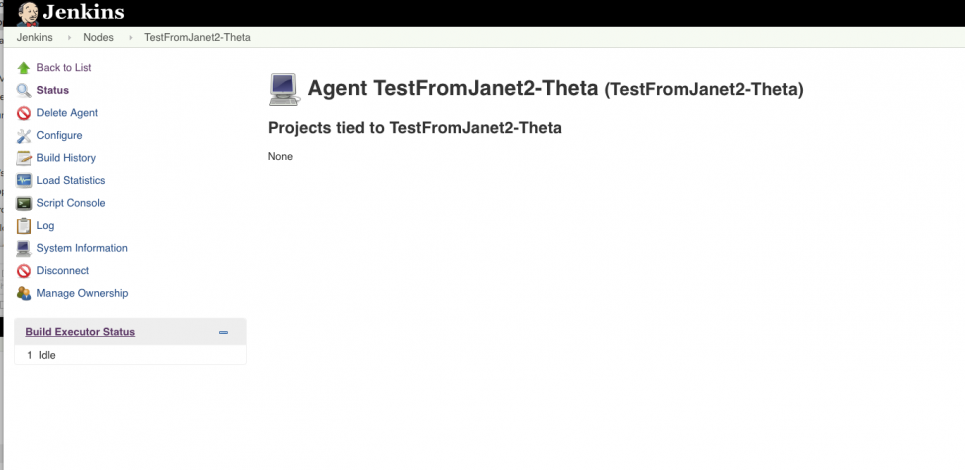 Jenkins
Jenkins Nodes TestFromJanet2-Theta
Back to List
Status
Delete Agent
Configure
Build History
Load Statistics
Script Console
Log
System Information
Disconnect
Manage Ownership
Build Executor Status
1 Idle
Agent TestFromJanet2-Theta (TestFromJanet2-Theta)
Projects tied to TestFromJanet2-Theta
None